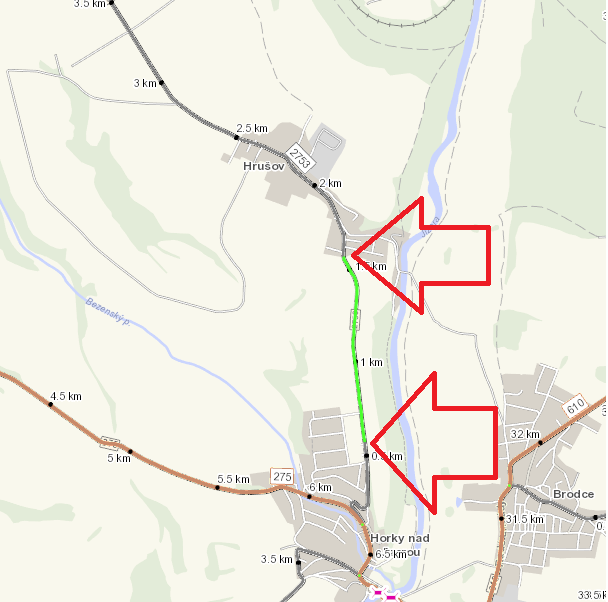 3.5 km
3 km
2.5 km
2753
Hrušov
2 km
1.5 km
Bezenský p.
1 km
4.5 km
610
32 km
0.5 km
5 km
275
5.5 km
6 km
Brodce
31.5 km
0.
Horky nad
6.5 km
3.5 km